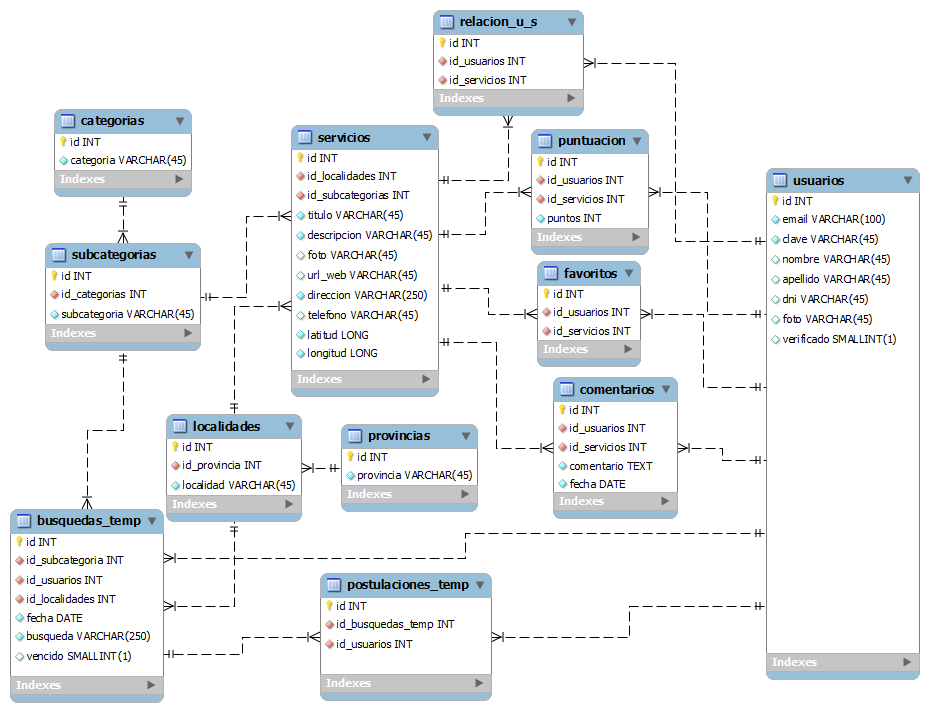 relacion_u_s
id INT
id_usuarios INT
id_servicios INT
Indexes
categorias
id INT
categoria VARCHAR(45)
Indexes
servicios
id INT
id_localidades INT
id_subcategorias INT
titulo VARCHAR(45)
descripcion VARCHAR(45)
foto VARCHAR(45)
url_web VARCHAR(45)
direccion VARCHAR(250)
telefono VARCHAR(45)
latitud LONG
longitud LONG
Indexes
puntuacion
id INT
id_usuarios INT
id_servicios INT
puntos INT
Indexes
usuarios
id INT
email VARCHAR(100)
clave VARCHAR(45)
nombre VARCHAR(45)
apellido VARCHAR(45)
dni VARCHAR(45)
foto VARCHAR(45)
verificado SMALLINT(1)
Indexes
subcategorias
id INT
id_categorias INT
subcategoria VARCHAR(45)
Indexes
favoritos
id INT
id_usuarios INT
id_servicios INT
Indexes
comentarios
id INT
id_usuarios INT
id_servicios INT
comentario TEXT
fecha DATE
Indexes
localidades
id INT
id_provincia INT
localidad VARCHAR(45)
Indexes
provincias
id INT
provincia VARCHAR(45)
Indexes
busquedas_temp
id INT
id_subcategoria INT
id_usuarios INT
id_localidades INT
fecha DATE
busqueda VARCHAR(250)
vencido SMALLINT(1)
Indexes
postulaciones_temp
id INT
id_busquedas_temp INT
id_usuarios INT
Indexes